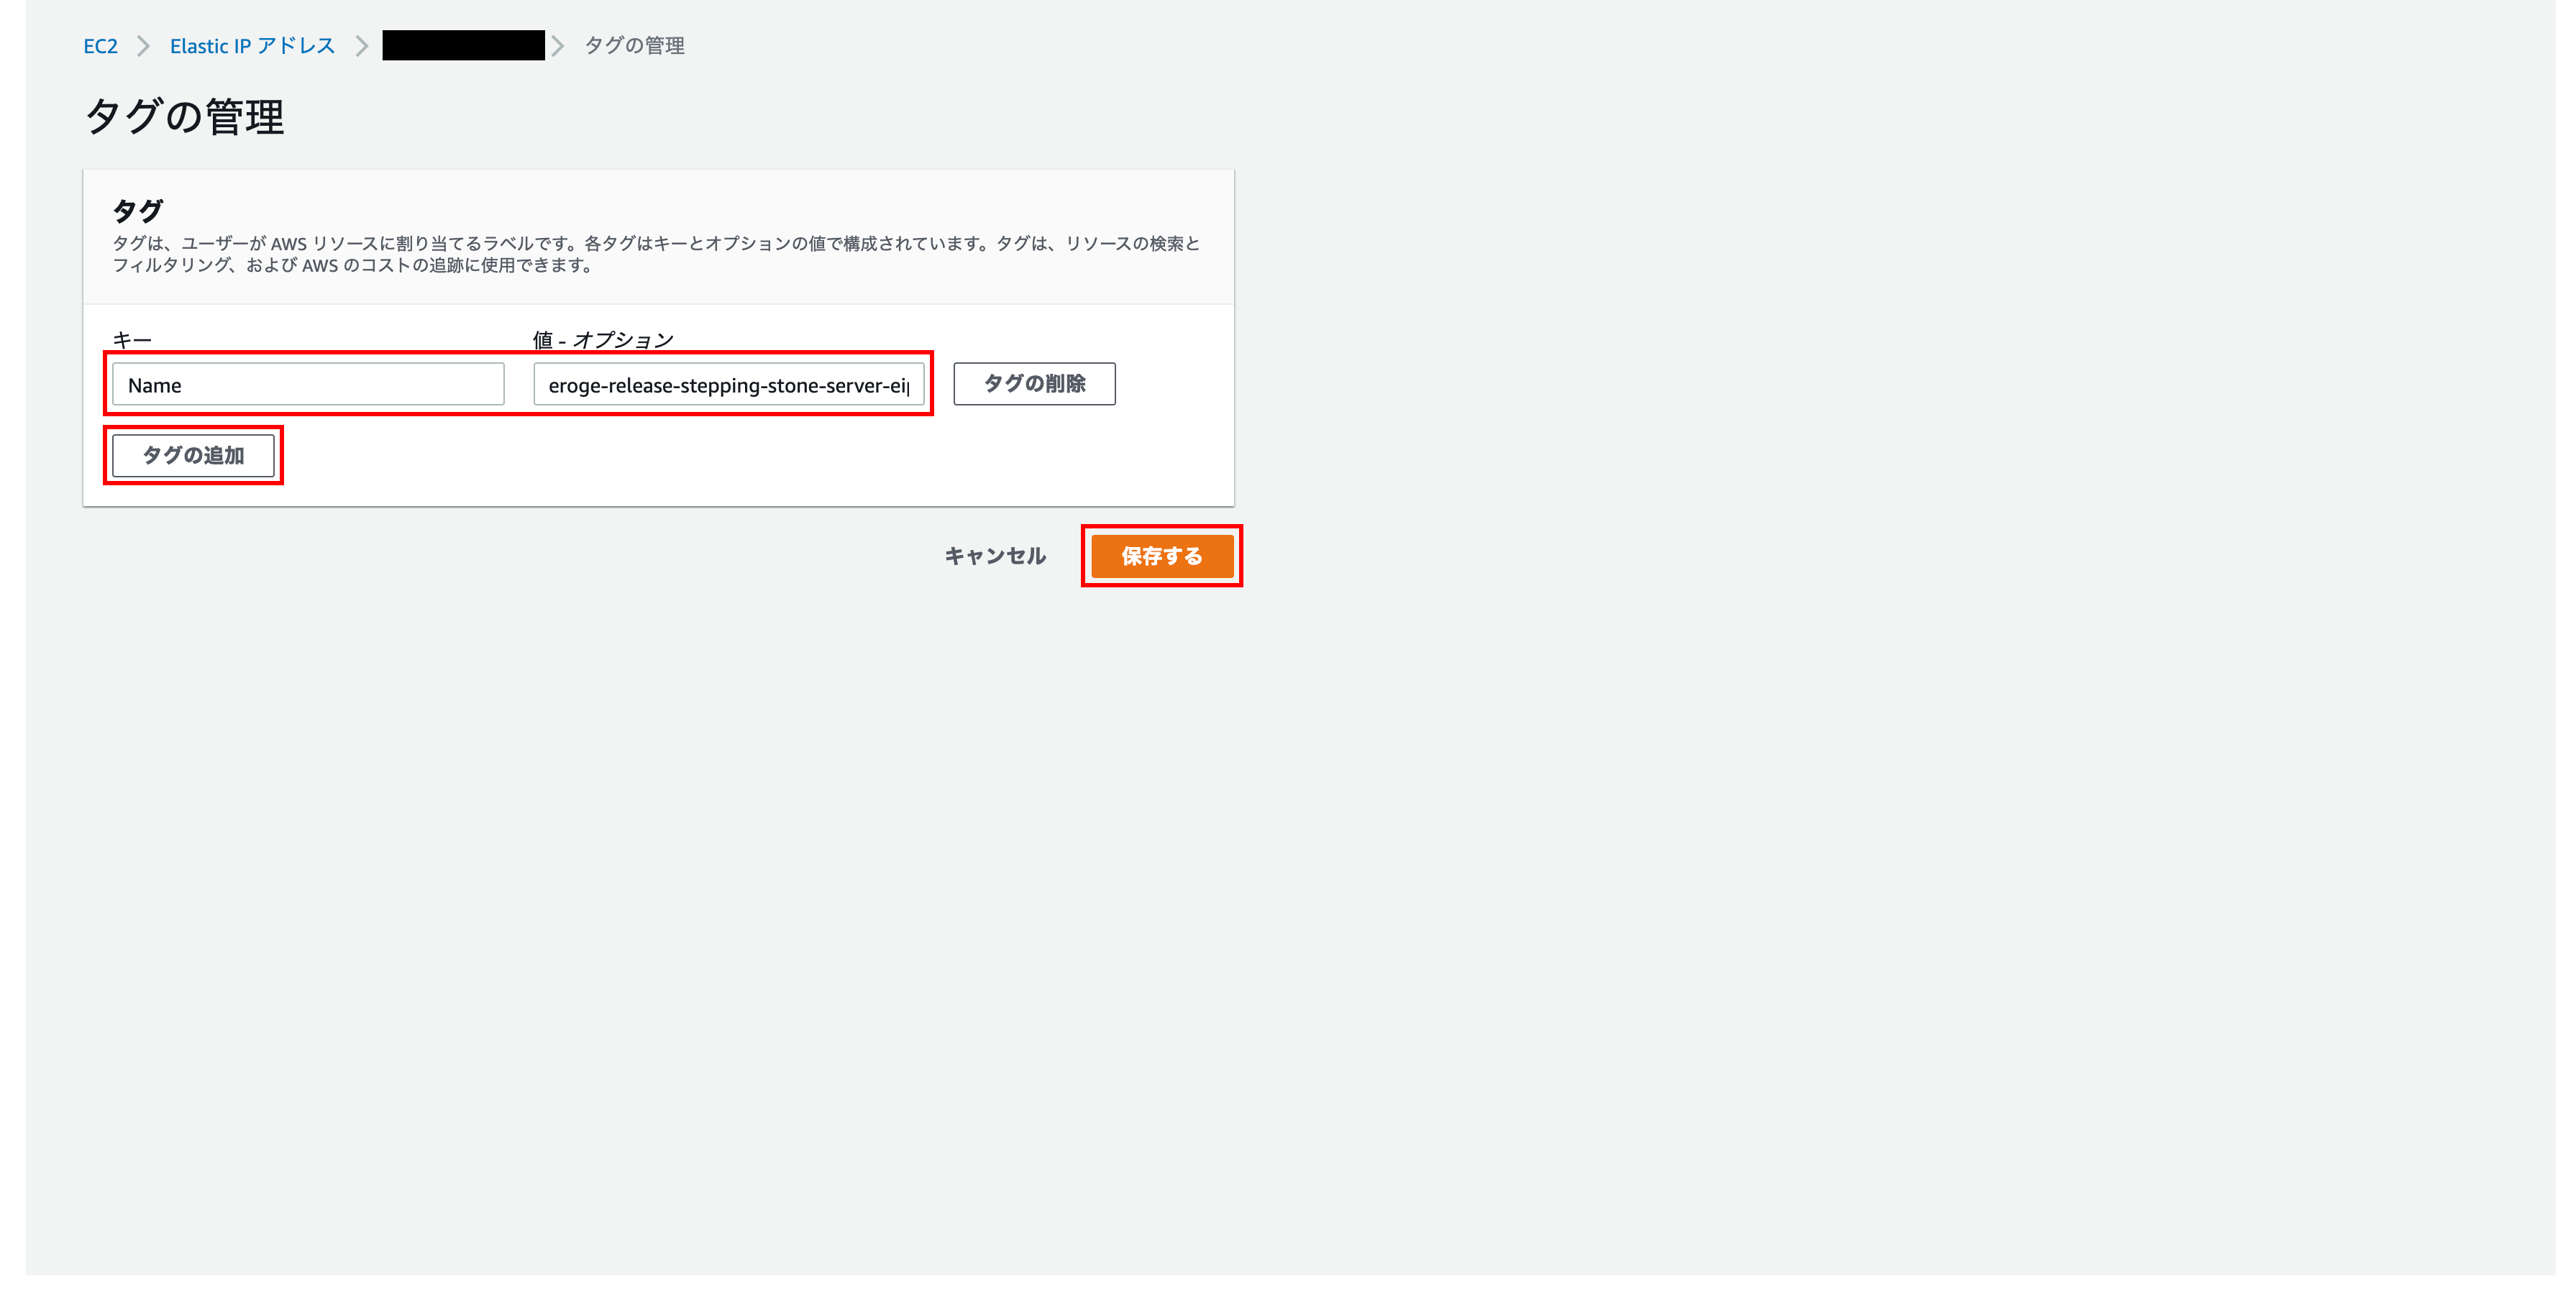 EC2 Elastic IP アドレス タグの管理
タグの管理
タグ
タグは、ユーザーが AWS リソースに割り当てるラベルです。各タグはキーとオプションの値で構成されています。タグは、リソースの検索と
フィルタリング、および AWS のコストの追跡に使用できます。
キー 値 - オプション
Name eroge-release-stepping-stone-server-eip タグの削除
タグの追加
キャンセル 保存する